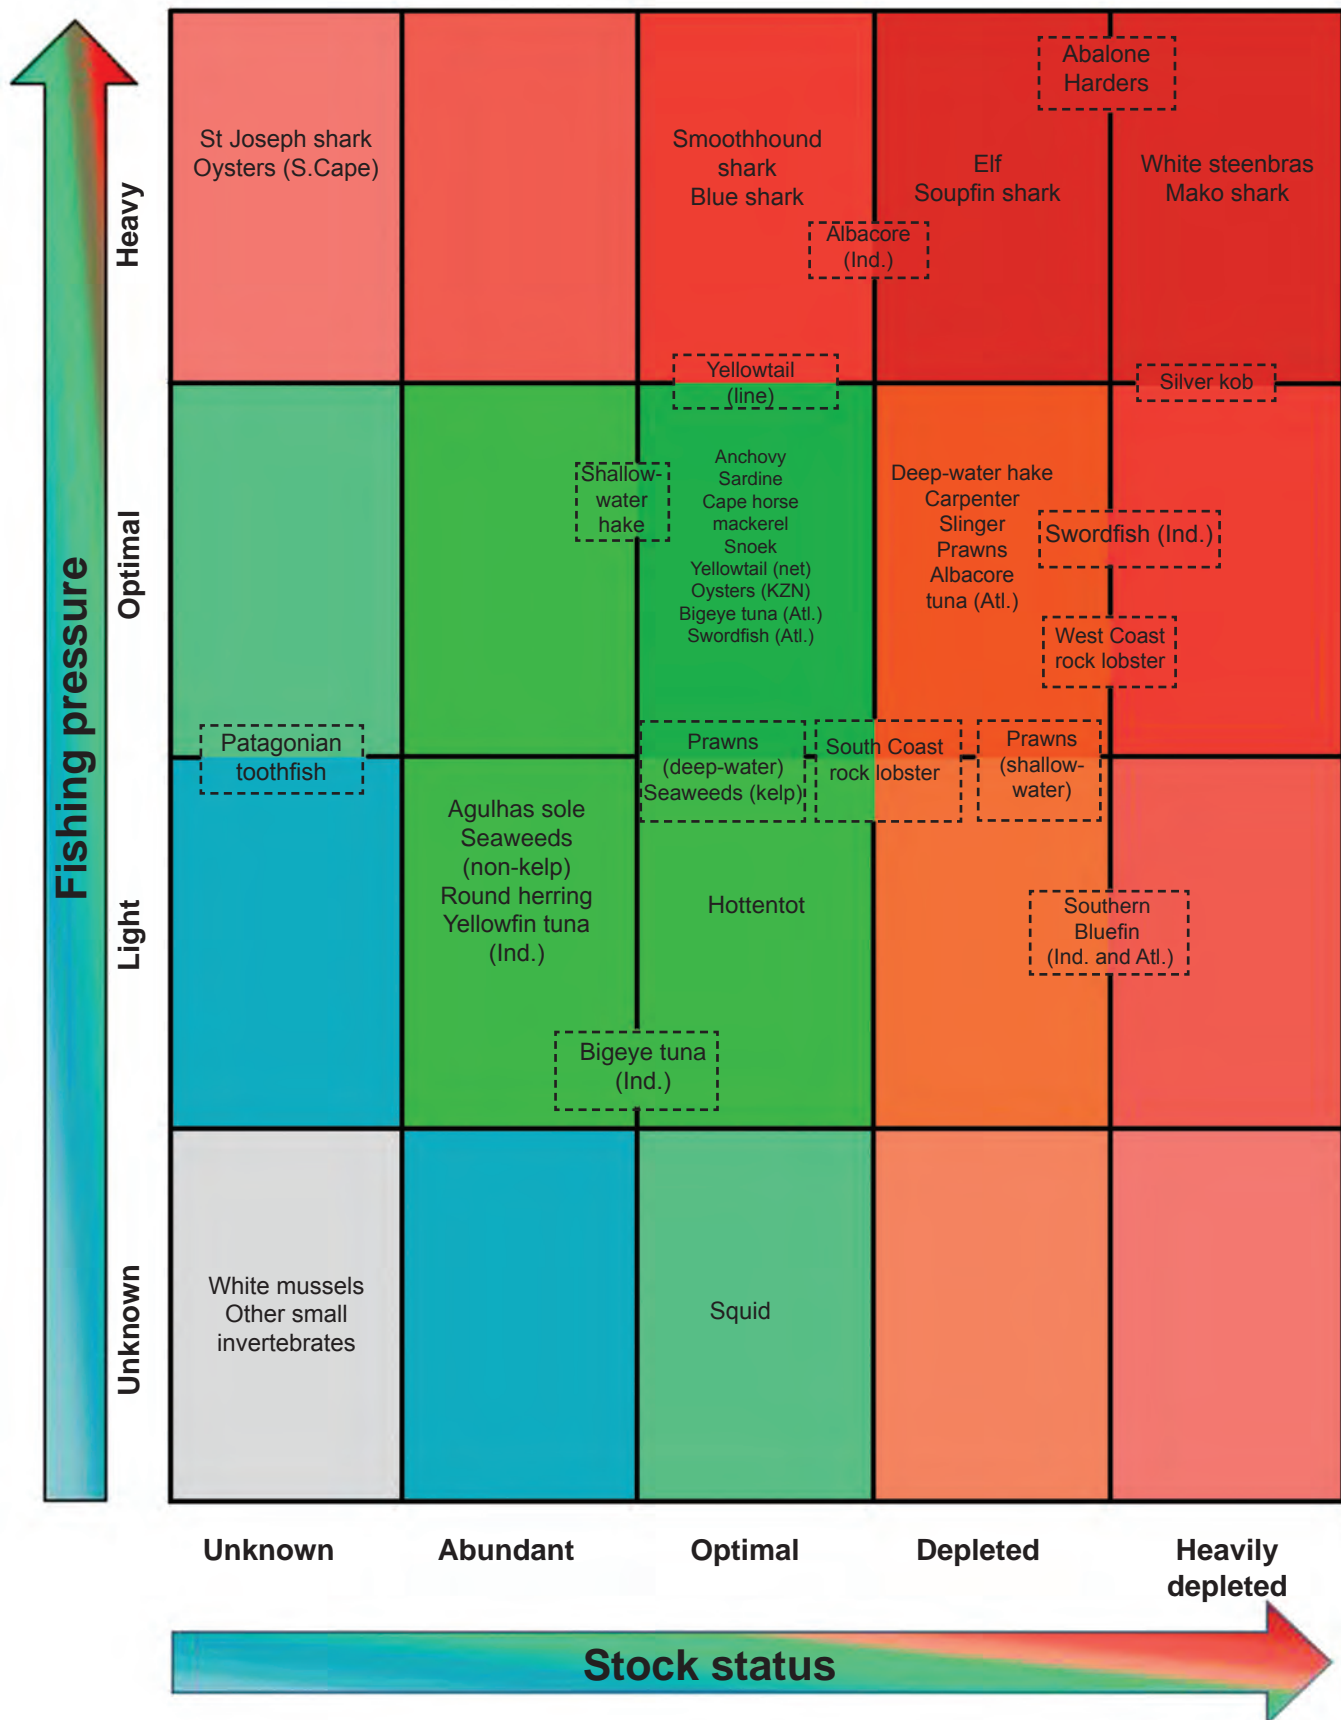 Abalone
Harders
St Joseph shark
Oysters (S.Cape)
Smoothhound
shark
Blue shark
Elf
Soupfin shark
White steenbras
Mako shark
Albacore
(Ind.)
Heavy
Yellowtail
(line)
Silver kob
Shallow-
water
hake
Anchovy
Sardine
Cape horse
mackerel
Snoek
Yellowtail (net)
Oysters (KZN)
Bigeye tuna (Atl.)
Swordfish (Atl.)
Deep-water hake
Carpenter
Slinger
Prawns
Albacore
tuna (Atl.)
Swordfish (Ind.)
West Coast
rock lobster
Optimal
Fishing pressure
Patagonian
toothfish
Prawns
(deep-water)
Seaweeds (kelp)
South Coast
rock lobster
Prawns
(shallow-
water)
Agulhas sole
Seaweeds
(non-kelp)
Round herring
Yellowfin tuna
(Ind.)
Hottentot
Southern
Bluefin
(Ind. and Atl.)
Light
Bigeye tuna
(Ind.)
White mussels
Other small
invertebrates
Squid
Unknown
Unknown
Abundant
Optimal
Depleted
Heavily
depleted
Stock status